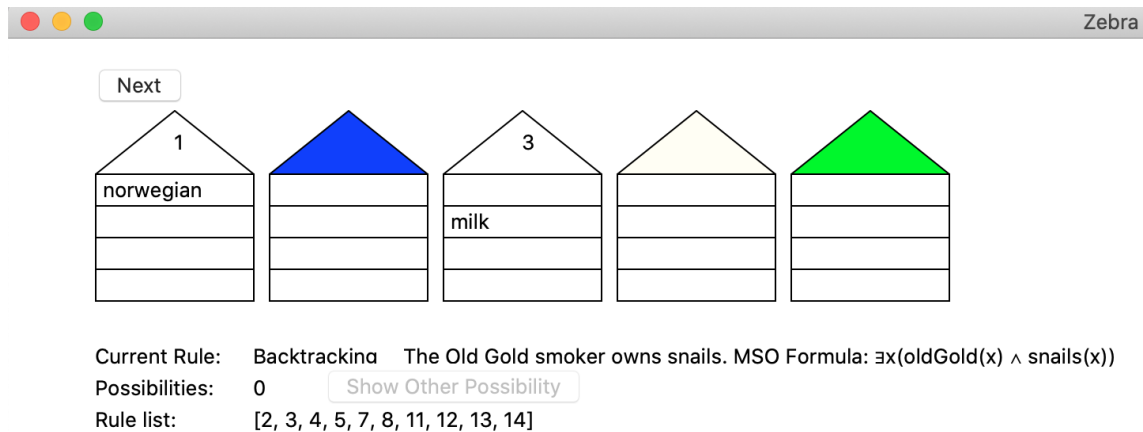 Zebra
Next
1 3
norwegian
milk
Current Rule: Backtracking The Old Gold smoker owns snails. MSO Formula: ∃x(oldGold(x) ∧ snails(x))
Possibilities: 0 Show Other Possibility
Rule list: [2, 3, 4, 5, 7, 8, 11, 12, 13, 14]